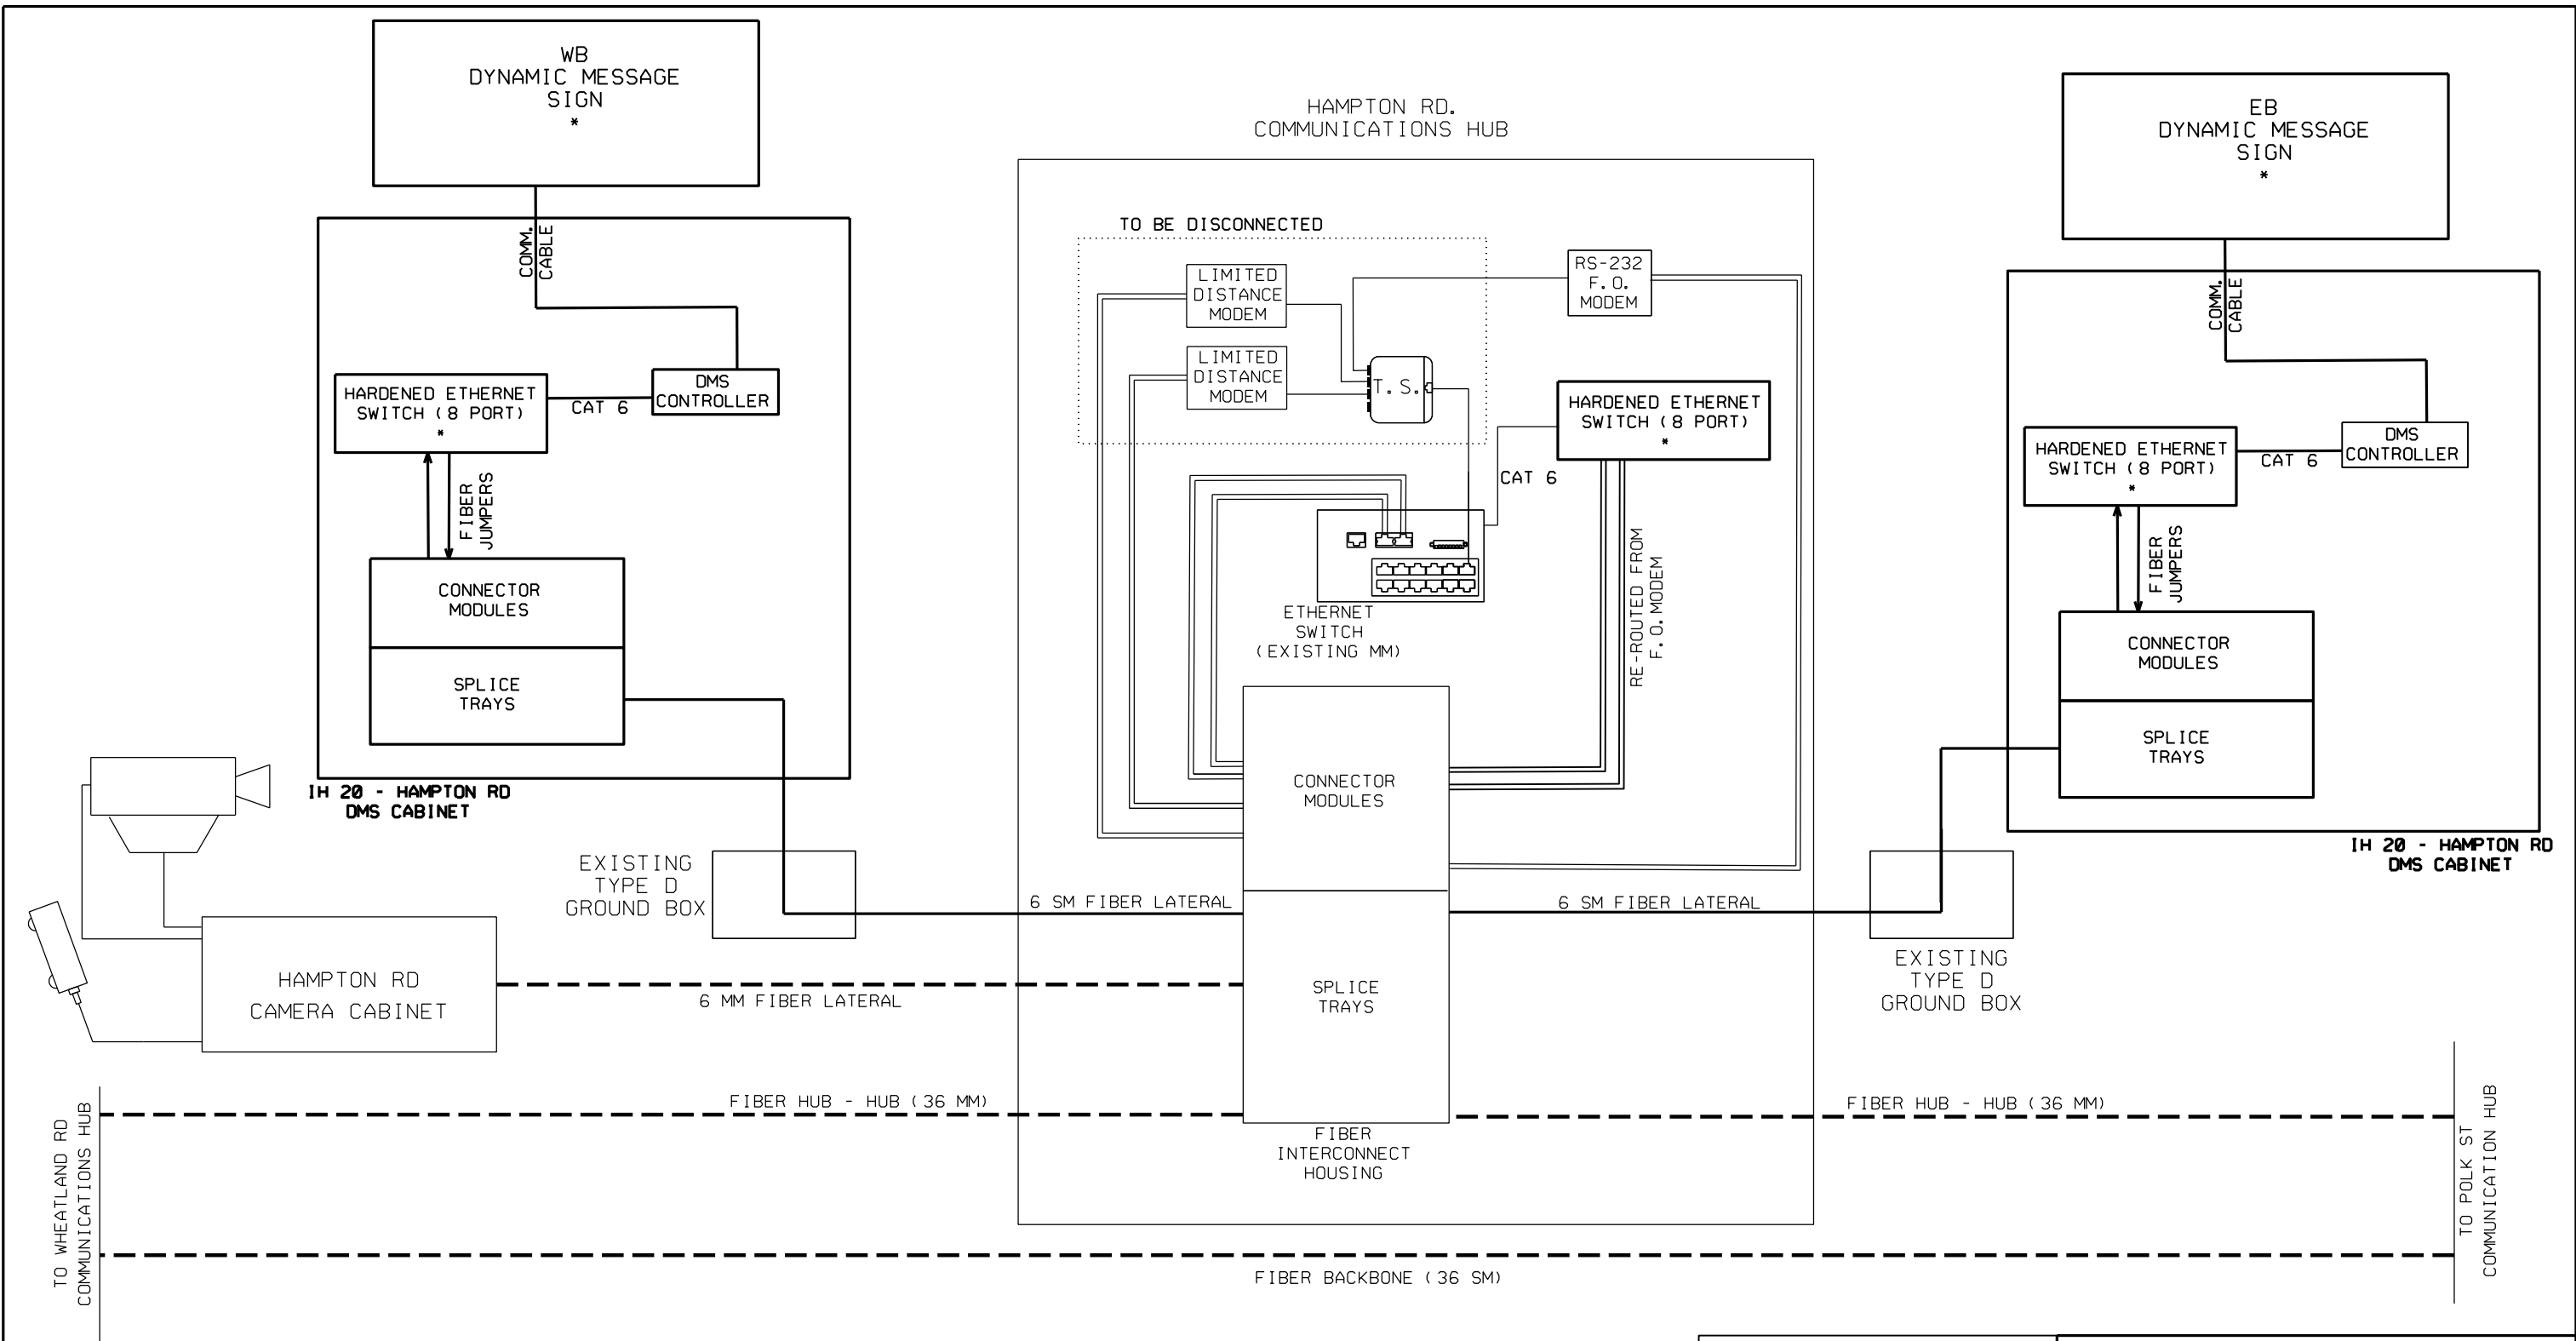 WB
DYNAMIC MESSAGE
SIGN
*
COMM.
CABLE
HARDENED ETHERNET
SWITCH (8 PORT)
*
CAT 6
DMS
CONTROLLER
FIBER
JUMPERS
CONNECTOR
MODULES
SPLICE
TRAYS
IH 20 - HAMPTON RD
DMS CABINET
EXISTING
TYPE D
GROUND BOX
HAMPTON RD
CAMERA CABINET
HAMPTON RD.
COMMUNICATIONS HUB
TO BE DISCONNECTED
LIMITED
DISTANCE
MODEM
LIMITED
DISTANCE
MODEM
T.S.
RS-232
F.O.
MODEM
HARDENED ETHERNET
SWITCH (8 PORT)
*
CAT 6
ETHERNET
SWITCH
(EXISTING MM)
RE-ROUTED FROM
F.O. MODEM
CONNECTOR
MODULES
SPLICE
TRAYS
FIBER
INTERCONNECT
HOUSING
6 SM FIBER LATERAL
6 SM FIBER LATERAL
6 MM FIBER LATERAL
EB
DYNAMIC MESSAGE
SIGN
*
COMM.
CABLE
HARDENED ETHERNET
SWITCH (8 PORT)
*
CAT 6
DMS
CONTROLLER
FIBER
JUMPERS
CONNECTOR
MODULES
SPLICE
TRAYS
IH 20 - HAMPTON RD
DMS CABINET
EXISTING
TYPE D
GROUND BOX
FIBER HUB - HUB (36 MM)
FIBER HUB - HUB (36 MM)
TO WHEATLAND RD
COMMUNICATIONS HUB
TO POLK ST
COMMUNICATION HUB
FIBER BACKBONE (36 SM)